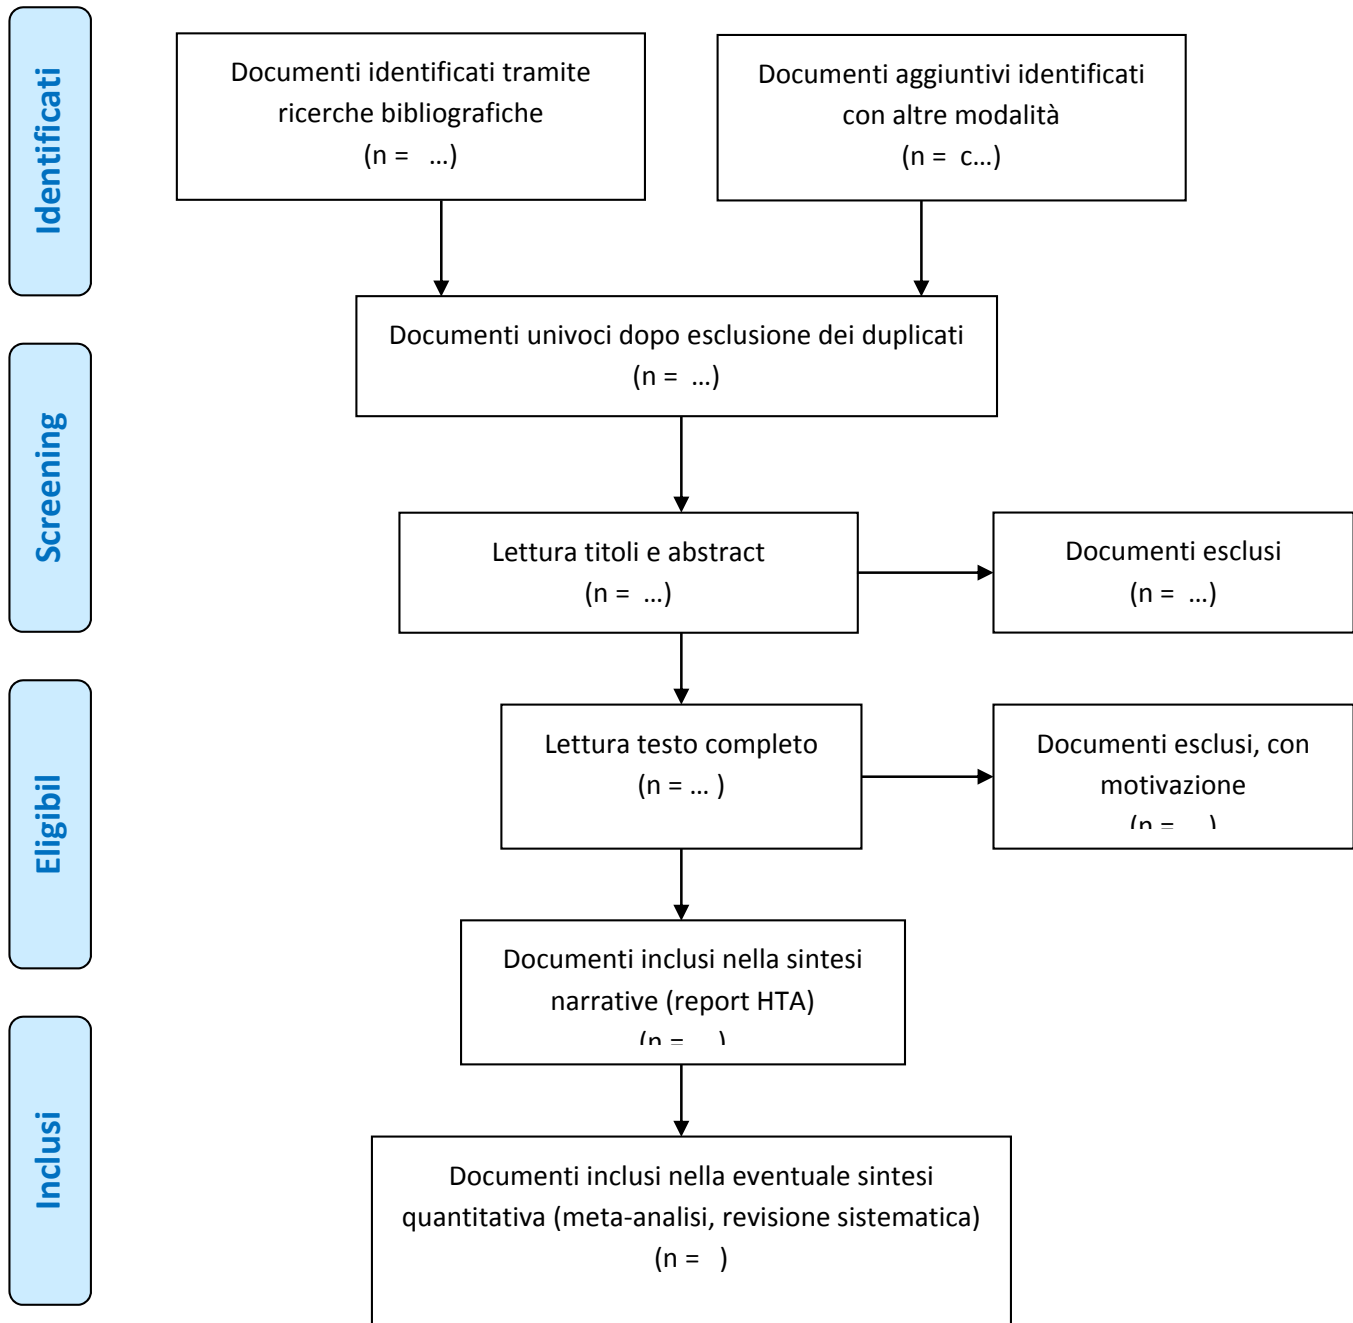 Identificati
Documenti identificati tramite
ricerche bibliografiche
(n = …)
Documenti aggiuntivi identificati
con altre modalità
(n = c…)
Documenti univoci dopo esclusione dei duplicati
(n = …)
Screening
Lettura titoli e abstract
(n = …)
Documenti esclusi
(n = …)
Eligibil
Lettura testo completo
(n = … )
Documenti esclusi, con
motivazione
(n = … )
Documenti inclusi nella sintesi
narrative (report HTA)
(n = … )
Inclusi
Documenti inclusi nella eventuale sintesi
quantitativa (meta-analisi, revisione sistematica)
(n = )